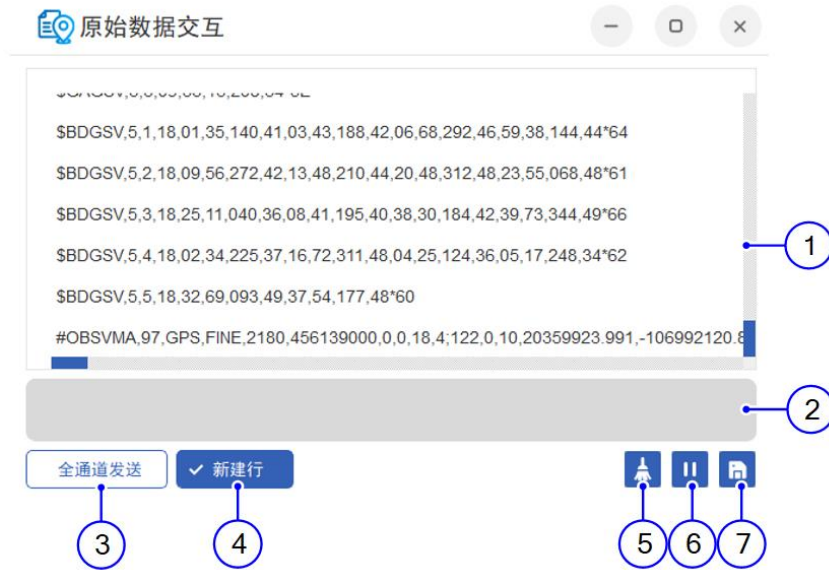 原始数据交互
$BDGSV,5,1,18,01,35,140,41,03,43,188,42,06,68,292,46,59,38,144,44*64
$BDGSV,5,2,18,09,56,272,42,13,48,210,44,20,48,312,48,23,55,068,48*61
$BDGSV,5,3,18,25,11,040,36,08,41,195,40,38,30,184,42,39,73,344,49*66
$BDGSV,5,4,18,02,34,225,37,16,72,311,48,04,25,124,36,05,17,248,34*62
$BDGSV,5,5,18,32,69,093,49,37,54,177,48*60
#OBSVMA,97,GPS,FINE,2180,456139000,0,0,18,4;122,0,10,20359923.991,-106992120.8
1
2
全通道发送 新建行
3 4 5 6 7